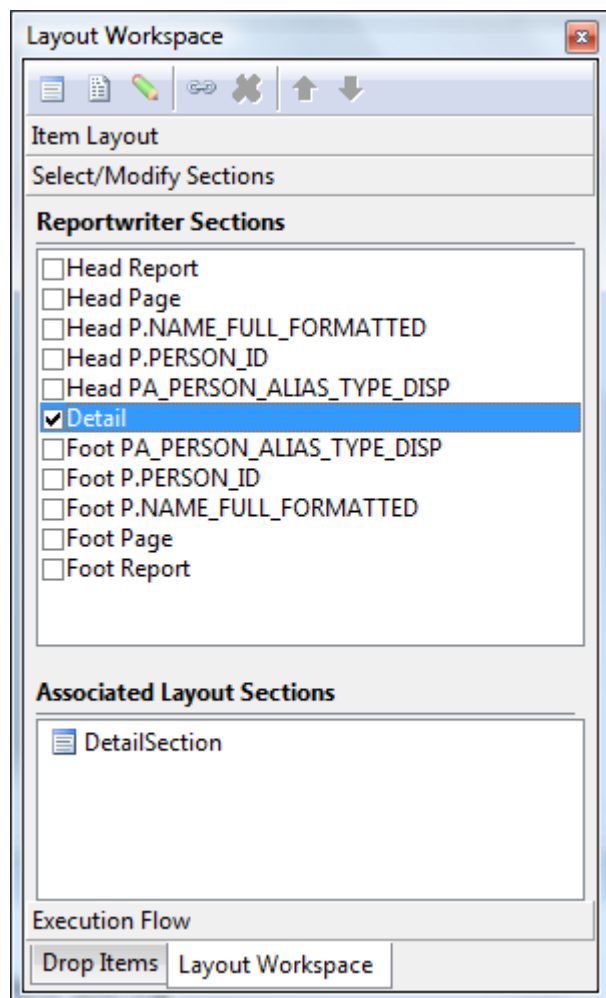 Layout Workspace
Item Layout
Select/Modify Sections
Reportwriter Sections
Head Report
Head Page
Head P.NAME_FULL_FORMATTED
Head P.PERSON_ID
Head PA_PERSON_ALIAS_TYPE_DISP
Detail
Foot PA_PERSON_ALIAS_TYPE_DISP
Foot P.PERSON_ID
Foot P.NAME_FULL_FORMATTED
Foot Page
Foot Report
Associated Layout Sections
DetailSection
Execution Flow
Drop Items Layout Workspace